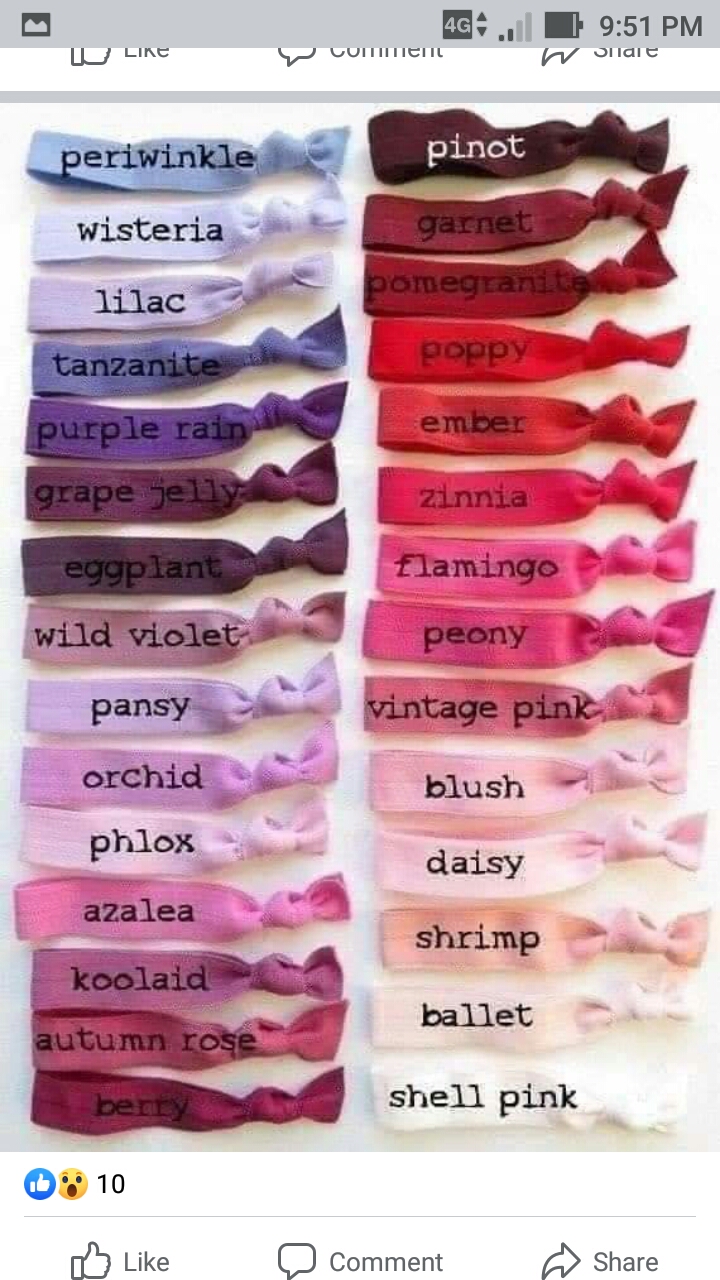 4G 9:51 PM
Like Comment Share
periwinkle
wisteria
lilac
tanzanite
purple rain
grape jelly
eggplant
wild violet
pansy
orchid
phlox
azalea
koolaid
autumn rose
berry
pinot
garnet
pomegranite
poppy
ember
zinnia
flamingo
peony
vintage pink
blush
daisy
shrimp
ballet
shell pink
10
Like Comment Share